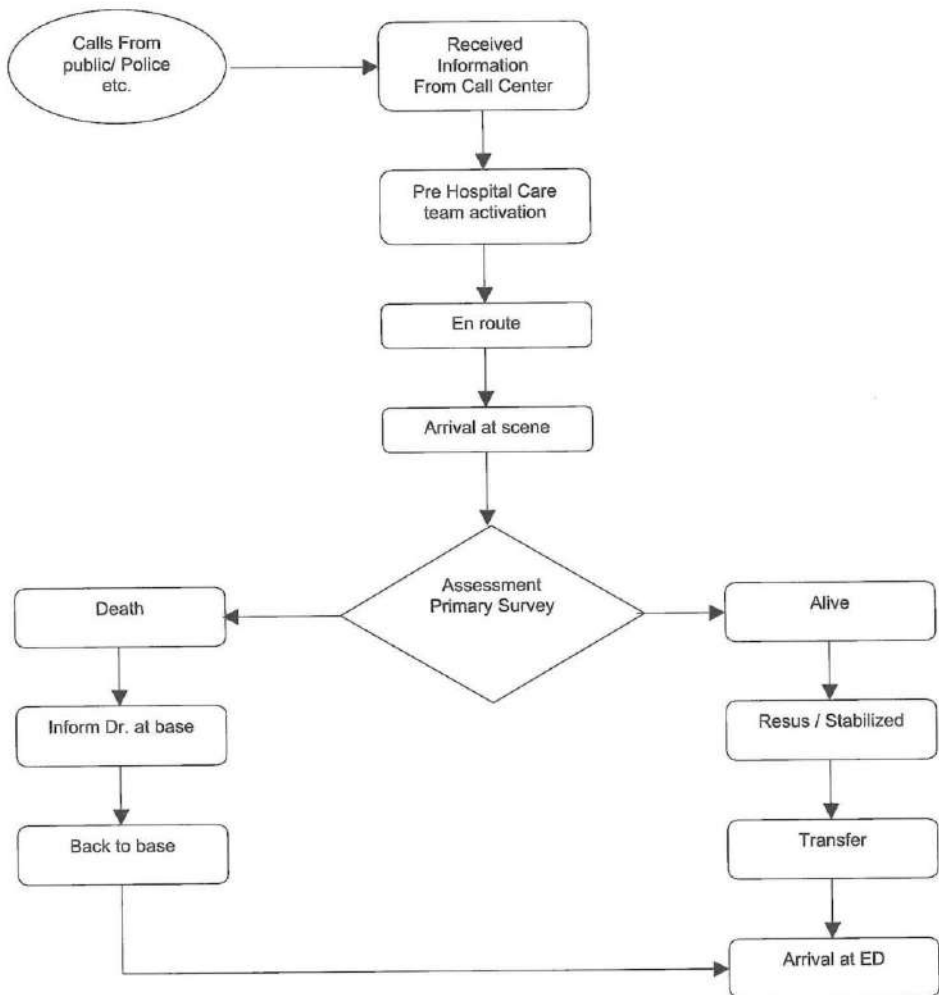 Calls From
public/ Police
etc.
Received
Information
From Call Center
Pre Hospital Care
team activation
En route
Arrival at scene
Assessment
Primary Survey
Death
Alive
Inform Dr. at base
Resus / Stabilized
Back to base
Transfer
Arrival at ED